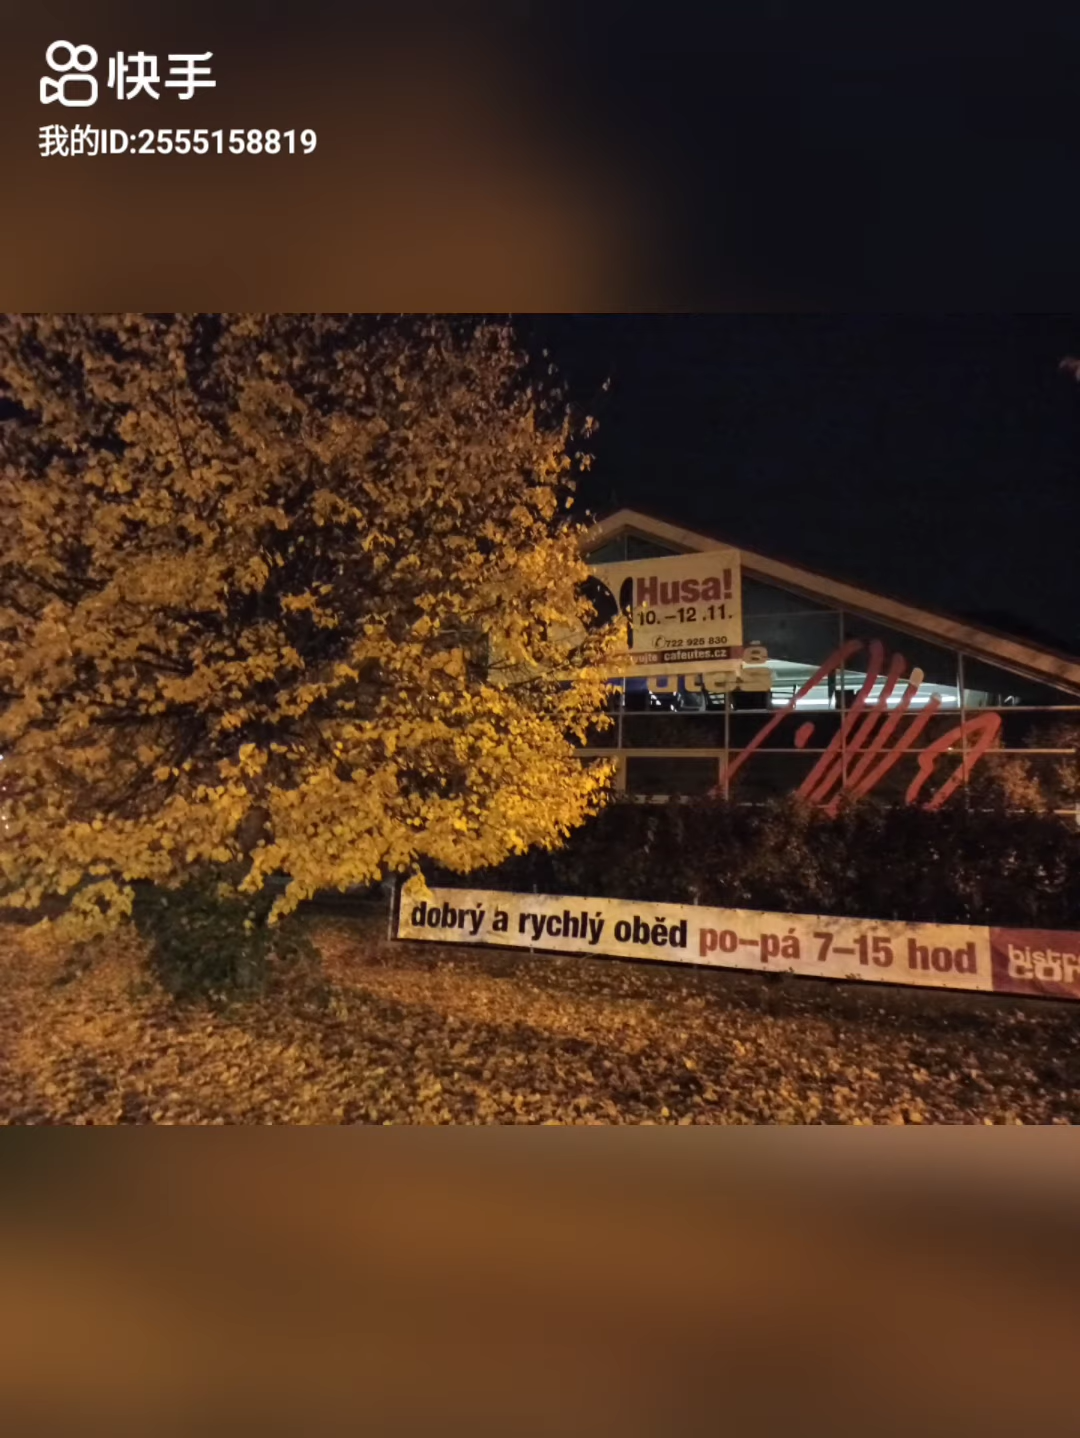 快手
我的ID:2555158819
Husa!
10.–12.11.
722 925 830
cafeutes.cz
utes
dobrý a rychlý oběd po–pá 7–15 hod